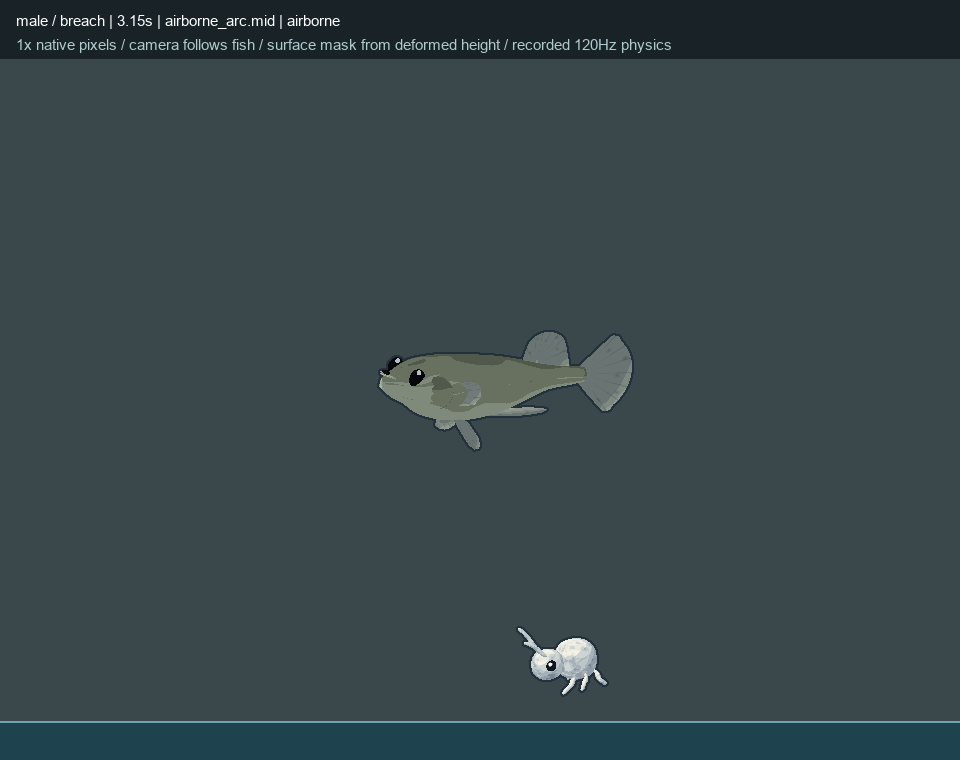 male / breach | 3.15s | airborne_arc.mid | airborne
1x native pixels / camera follows fish / surface mask from deformed height / recorded 120Hz physics